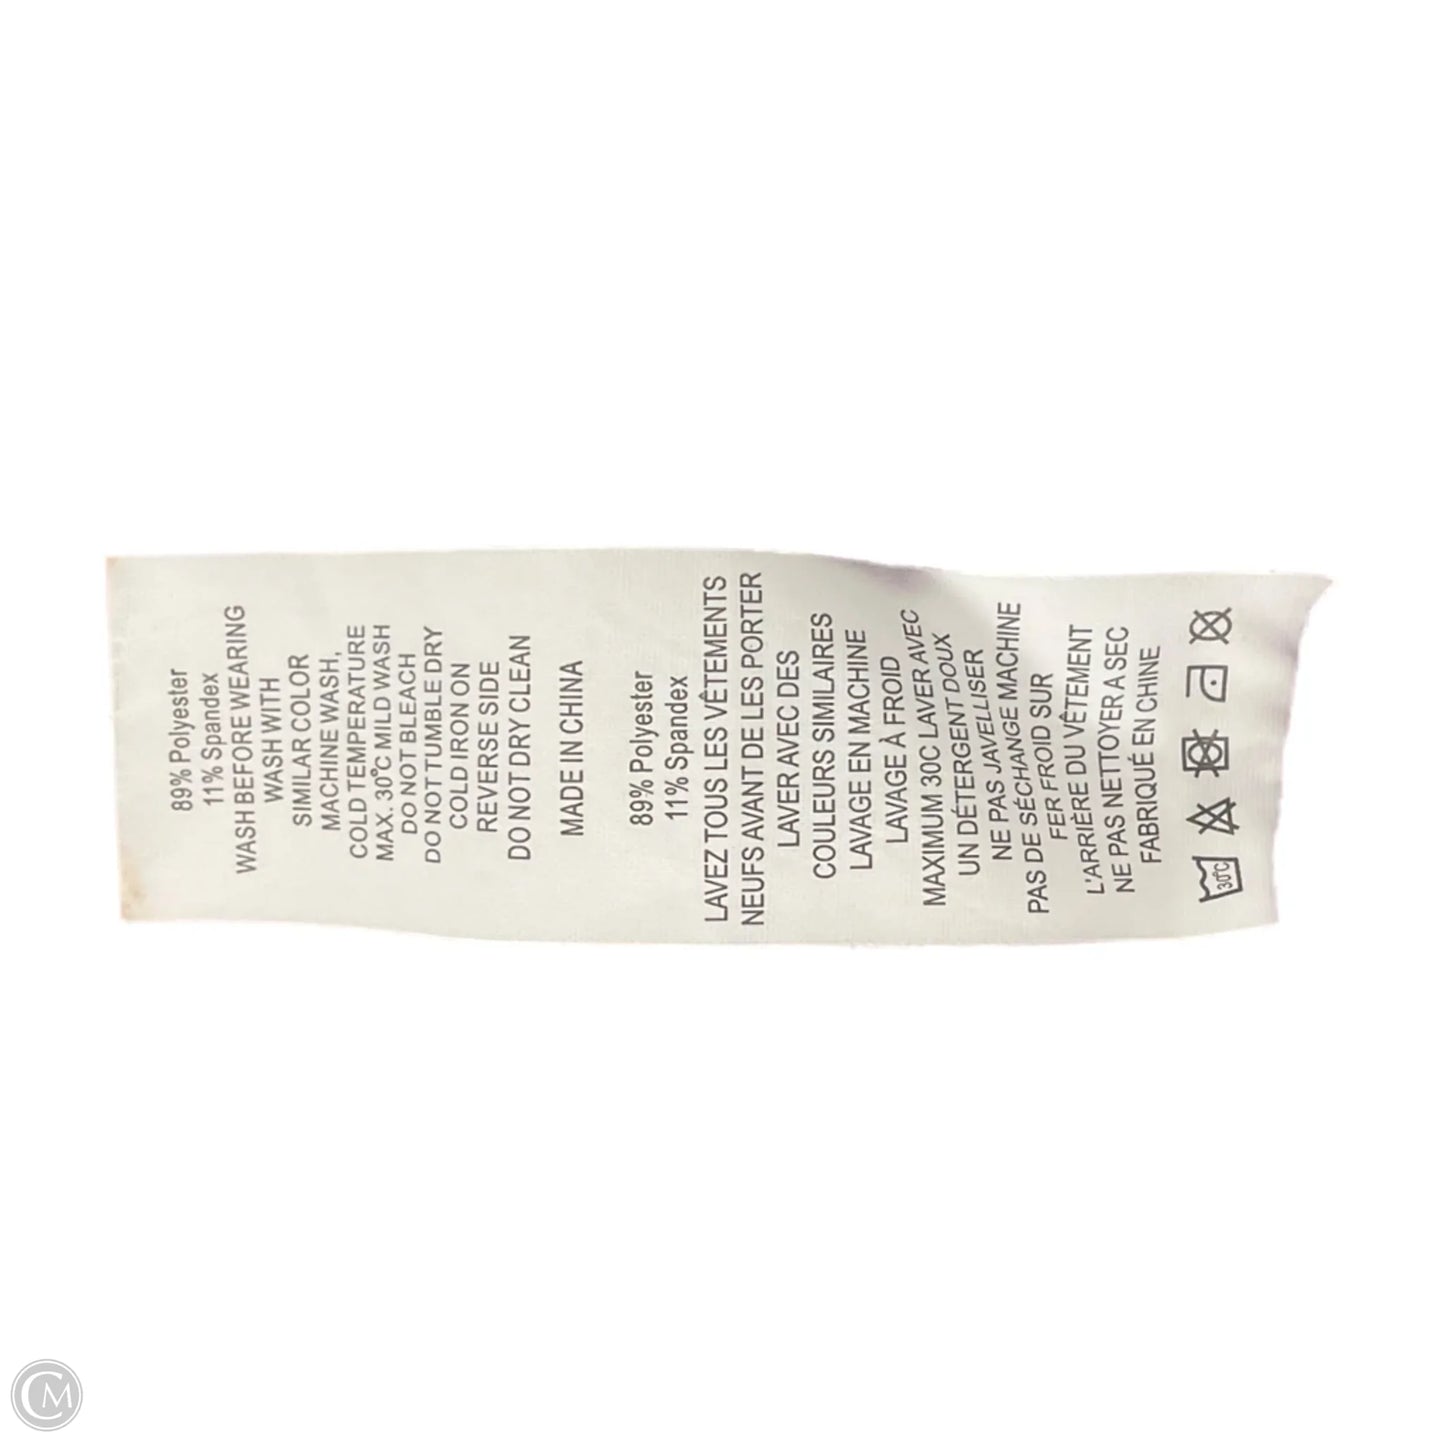 89% Polyester
11% Spandex
WASH BEFORE WEARING
WASH WITH
SIMILAR COLOR
MACHINE WASH,
COLD TEMPERATURE
MAX. 30°C MILD WASH
DO NOT BLEACH
DO NOT TUMBLE DRY
COLD IRON ON
REVERSE SIDE
DO NOT DRY CLEAN
MADE IN CHINA
89% Polyester
11% Spandex
LAVEZ TOUS LES VÊTEMENTS
NEUFS AVANT DE LES PORTER
LAVER AVEC DES
COULEURS SIMILAIRES
LAVAGE EN MACHINE
LAVAGE À FROID
MAXIMUM 30C LAVER AVEC
UN DÉTERGENT DOUX
NE PAS JAVELLISER
PAS DE SÉCHANGE MACHINE
FER FROID SUR
L'ARRIÈRE DU VÊTEMENT
NE PAS NETTOYER A SEC
FABRIQUÉ EN CHINE
30°C
CM